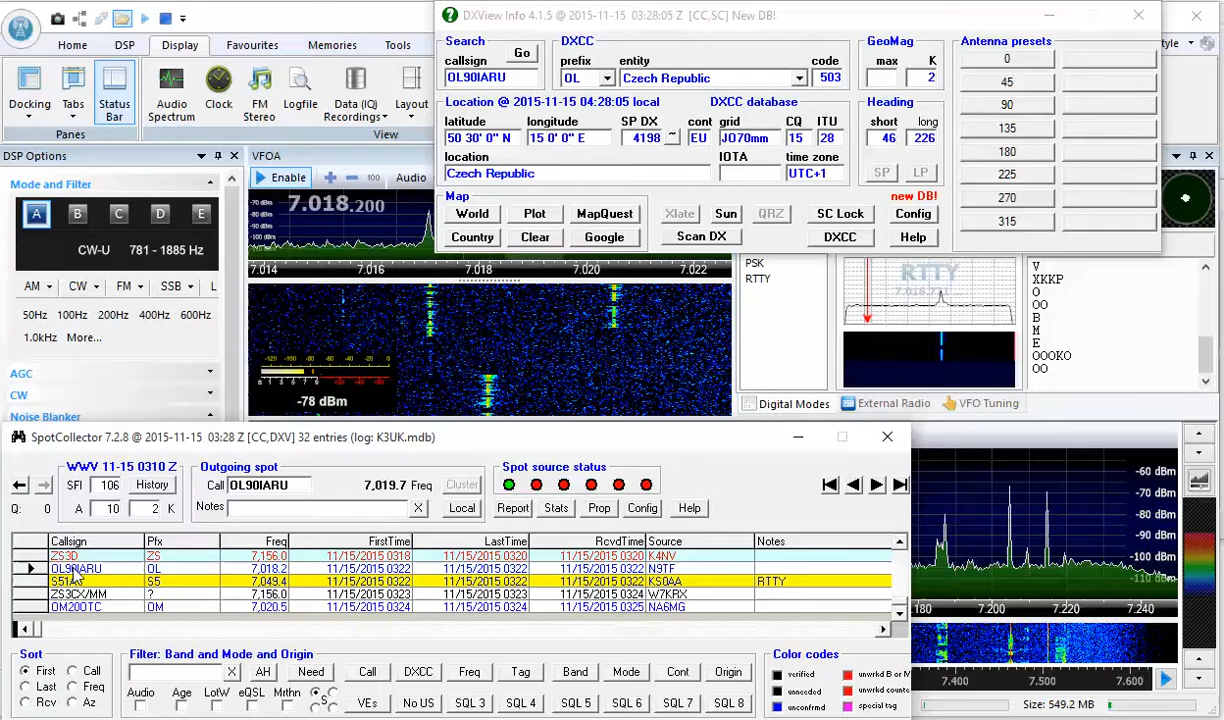 DXView Info 4.1.5 @ 2015-11-15 03:28:05 Z [CC,SC] New DB!
Home DSP Display Favourites Memories Tools
tyle
Docking Tabs Status Bar Audio Spectrum Clock FM Stereo Logfile Data (IQ) Recordings Layout
Panes View
Search
callsign Go
OL90IARU
DXCC
prefix entity code
OL Czech Republic 503
GeoMag
max K
2
Antenna presets
0
45
90
135
180
225
270
315
Location @ 2015-11-15 04:28:05 local DXCC database
latitude longitude SP DX cont grid CQ ITU
50 30' 0" N 15 0' 0" E 4198 ~ EU JO70mm 15 28
location IOTA time zone
Czech Republic UTC+1
Heading
short long
46 226
SP LP
new DB!
Map
World Plot MapQuest Xlate Sun QRZ SC Lock Config
Country Clear Google Scan DX DXCC Help
DSP Options
Mode and Filter
A B C D E
CW-U 781 - 1885 Hz
AM CW FM SSB L
50Hz 100Hz 200Hz 400Hz 600Hz
1.0kHz More...
AGC
CW
Noise Blanker
VFOA
Enable 100 Audio
7.018.200
7.014 7.016 7.018 7.020 7.022
-78 dBm
PSK
RTTY
RTTY
V
XKKP
O
OO
B
M
E
OOOKO
OO
Digital Modes External Radio VFO Tuning
SpotCollector 7.2.8 @ 2015-11-15 03:28 Z [CC,DXV] 32 entries (log: K3UK.mdb)
WWV 11-15 0310 Z
SFI 106 History
Q: 0 A 10 2 K
Outgoing spot
Call OL90IARU 7,019.7 Freq Cluster
Notes X Local
Spot source status
Report Stats Prop Config Help
Callsign Pfx Freq FirstTime LastTime RcvdTime Source Notes
ZS3D ZS 7,156.0 11/15/2015 0318 11/15/2015 0320 11/15/2015 0320 K4NV
OL90IARU OL 7,018.2 11/15/2015 0322 11/15/2015 0322 11/15/2015 0322 N9TF
S5 7,049.4 11/15/2015 0322 11/15/2015 0322 11/15/2015 0322 KS0AA RTTY
ZS3CX/MM ? 7,156.0 11/15/2015 0323 11/15/2015 0323 11/15/2015 0324 W7KRX
OM200TC OM 7,020.5 11/15/2015 0324 11/15/2015 0324 11/15/2015 0325 NA6MG
Sort
First Call
Last Freq
Rcv Az
Filter: Band and Mode and Origin
X AH Need Call DXCC Freq Tag Band Mode Cont Origin
Audio Age LotW eQSL Mrthn S VEs No US SQL 3 SQL 4 SQL 5 SQL 6 SQL 7 SQL 8
Color codes
verified unwrkd B or M
unneeded unwrkd counte
unconfrmd special tag
-60 dBm
-70 dBm
-80 dBm
-90 dBm
-100 dBm
-110 dBm
7.180 7.200 7.220 7.240
7.400 7.500 7.600
Size: 549.2 MB